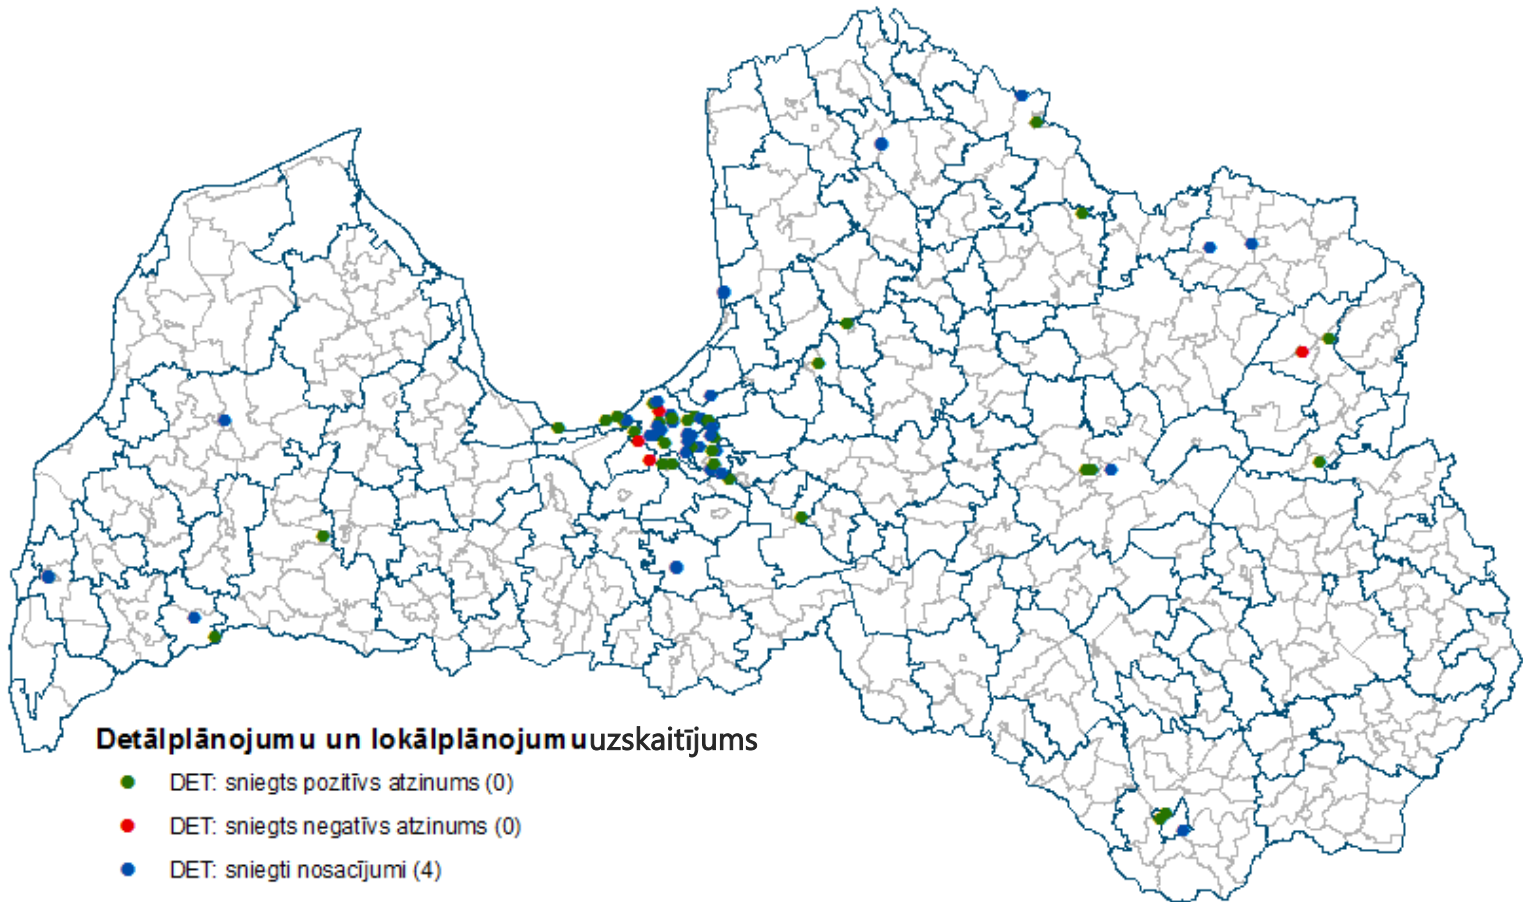 Detālplānojumu un lokālplānojumu uzskaitījums
DET: sniegts pozitīvs atzinums (0)
DET: sniegts negatīvs atzinums (0)
DET: sniegti nosacījumi (4)